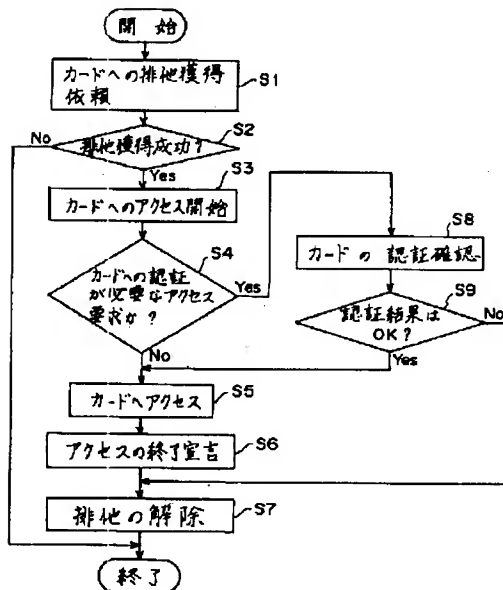 開始
カードへの排他獲得
依頼
S1
排他獲得成功?
S2
No
Yes
カードへのアクセス開始
S3
カードへの認証
が必要なアクセス
要求か?
S4
Yes
No
カードの認証確認
S8
認証結果は
OK?
S9
No
Yes
カードへアクセス
S5
アクセスの終了宣言
S6
排他の解除
S7
終了